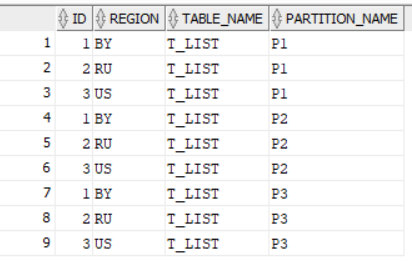 ID REGION TABLE_NAME PARTITION_NAME
1 1 BY T_LIST P1
2 2 RU T_LIST P1
3 3 US T_LIST P1
4 1 BY T_LIST P2
5 2 RU T_LIST P2
6 3 US T_LIST P2
7 1 BY T_LIST P3
8 2 RU T_LIST P3
9 3 US T_LIST P3